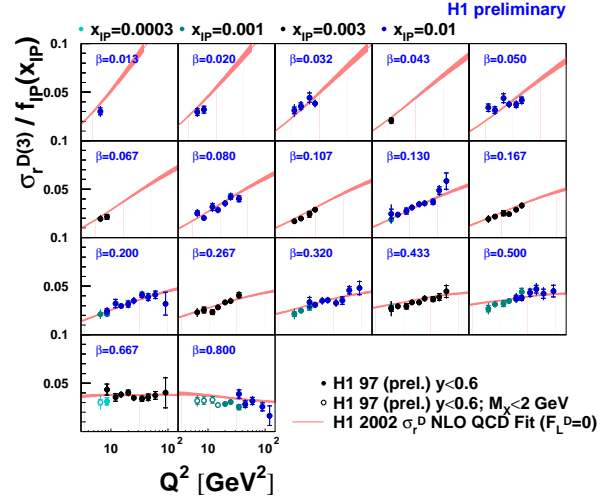 H1 preliminary
x_IP=0.0003 x_IP=0.001 x_IP=0.003 x_IP=0.01
σ_r^D(3) / f_IP(x_IP)
0.1 β=0.013 β=0.020 β=0.032 β=0.043 β=0.050
0.05
0.1 β=0.067 β=0.080 β=0.107 β=0.130 β=0.167
0.05
0.1 β=0.200 β=0.267 β=0.320 β=0.433 β=0.500
0.05
0.1 β=0.667 β=0.800
0.05
H1 97 (prel.) y<0.6
H1 97 (prel.) y<0.6; M_X<2 GeV
H1 2002 σ_r^D NLO QCD Fit (F_L^D=0)
10 10^2 10 10^2
Q^2 [GeV^2]